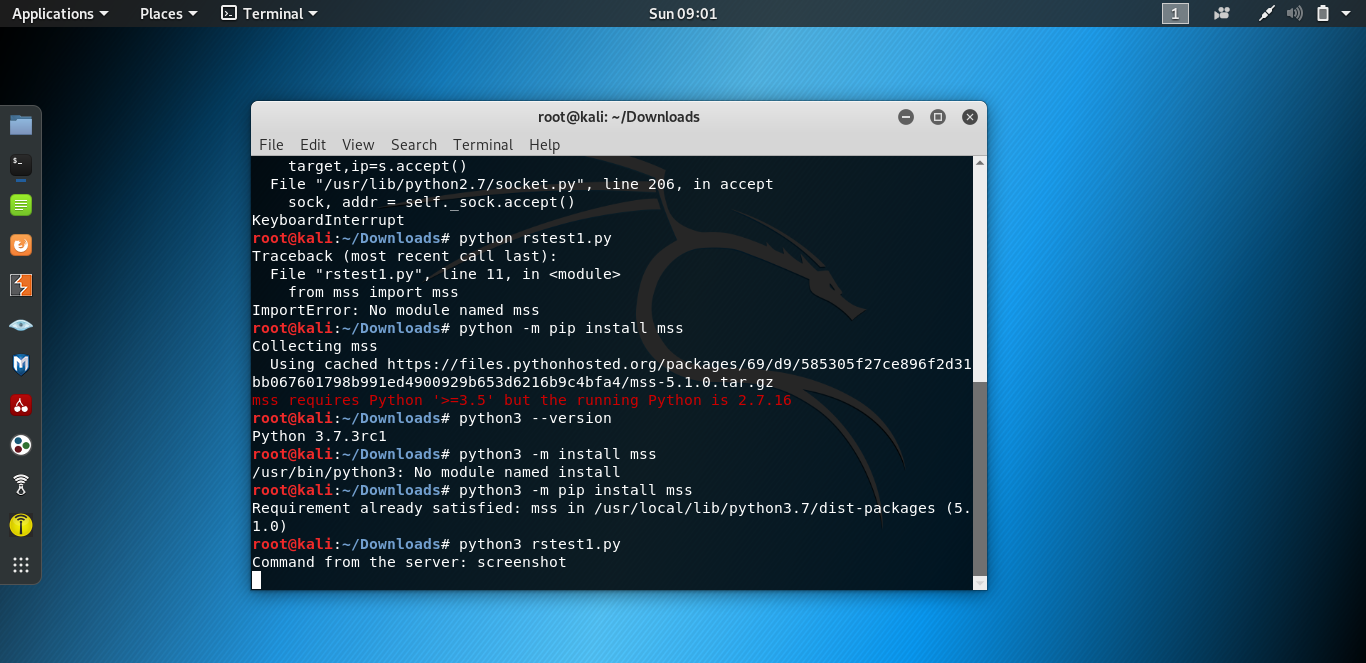 Applications Places Terminal Sun 09:01 1
root@kali: ~/Downloads
File Edit View Search Terminal Help
target,ip=s.accept()
File "/usr/lib/python2.7/socket.py", line 206, in accept
sock, addr = self._sock.accept()
KeyboardInterrupt
root@kali:~/Downloads# python rstest1.py
Traceback (most recent call last):
File "rstest1.py", line 11, in <module>
from mss import mss
ImportError: No module named mss
root@kali:~/Downloads# python -m pip install mss
Collecting mss
Using cached https://files.pythonhosted.org/packages/69/d9/585305f27ce896f2d31
bb067601798b991ed4900929b653d6216b9c4bfa4/mss-5.1.0.tar.gz
mss requires Python '>=3.5' but the running Python is 2.7.16
root@kali:~/Downloads# python3 --version
Python 3.7.3rc1
root@kali:~/Downloads# python3 -m install mss
/usr/bin/python3: No module named install
root@kali:~/Downloads# python3 -m pip install mss
Requirement already satisfied: mss in /usr/local/lib/python3.7/dist-packages (5.
1.0)
root@kali:~/Downloads# python3 rstest1.py
Command from the server: screenshot